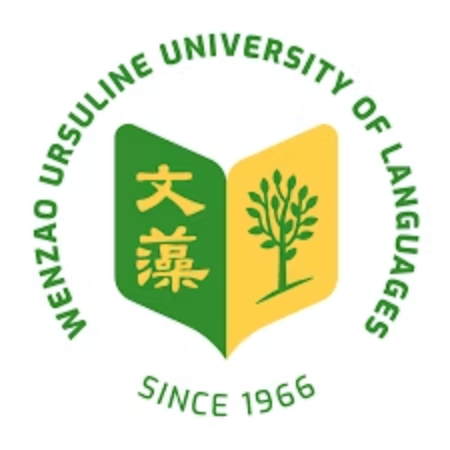 WENZAO URSULINE UNIVERSITY OF LANGUAGES
文
藻
SINCE 1966